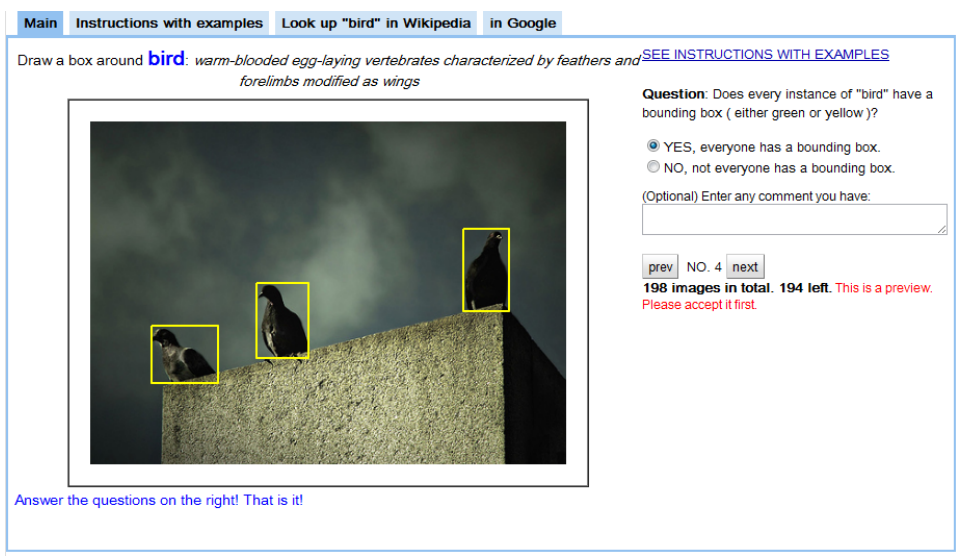 Main Instructions with examples Look up "bird" in Wikipedia in Google
Draw a box around bird: warm-blooded egg-laying vertebrates characterized by feathers and
forelimbs modified as wings
SEE INSTRUCTIONS WITH EXAMPLES
Question: Does every instance of "bird" have a
bounding box ( either green or yellow )?
YES, everyone has a bounding box.
NO, not everyone has a bounding box.
(Optional) Enter any comment you have:
prev NO. 4 next
198 images in total. 194 left. This is a preview.
Please accept it first.
Answer the questions on the right! That is it!